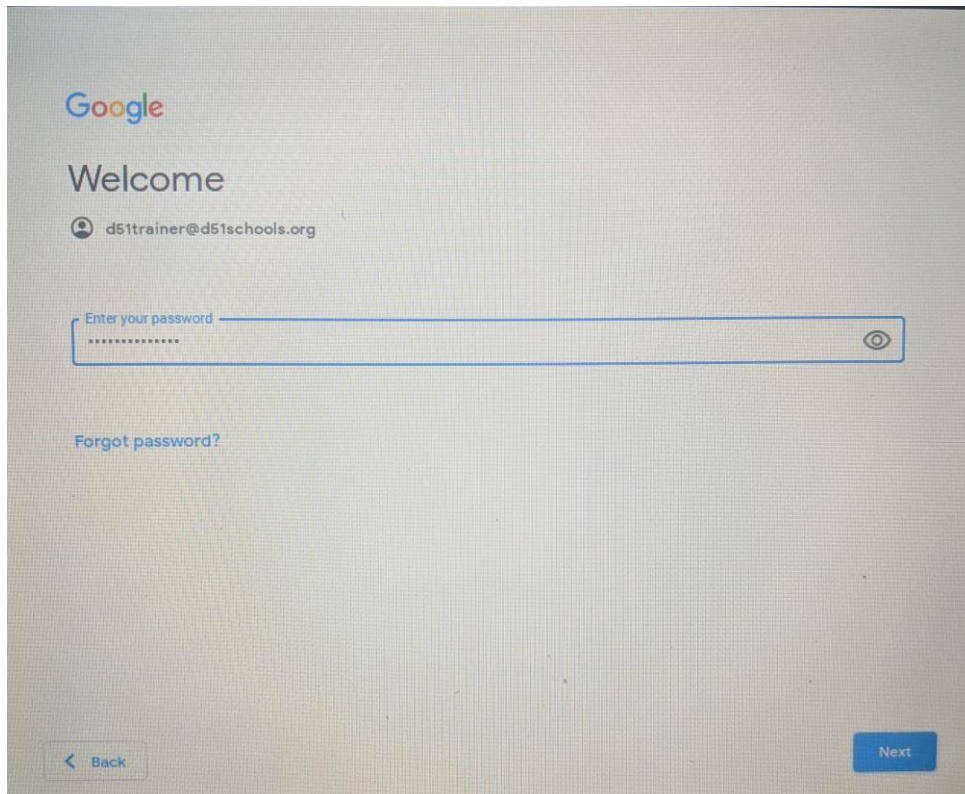 Google
Welcome
d51trainer@d51schools.org
Enter your password
••••••••••••••
Forgot password?
Back
Next